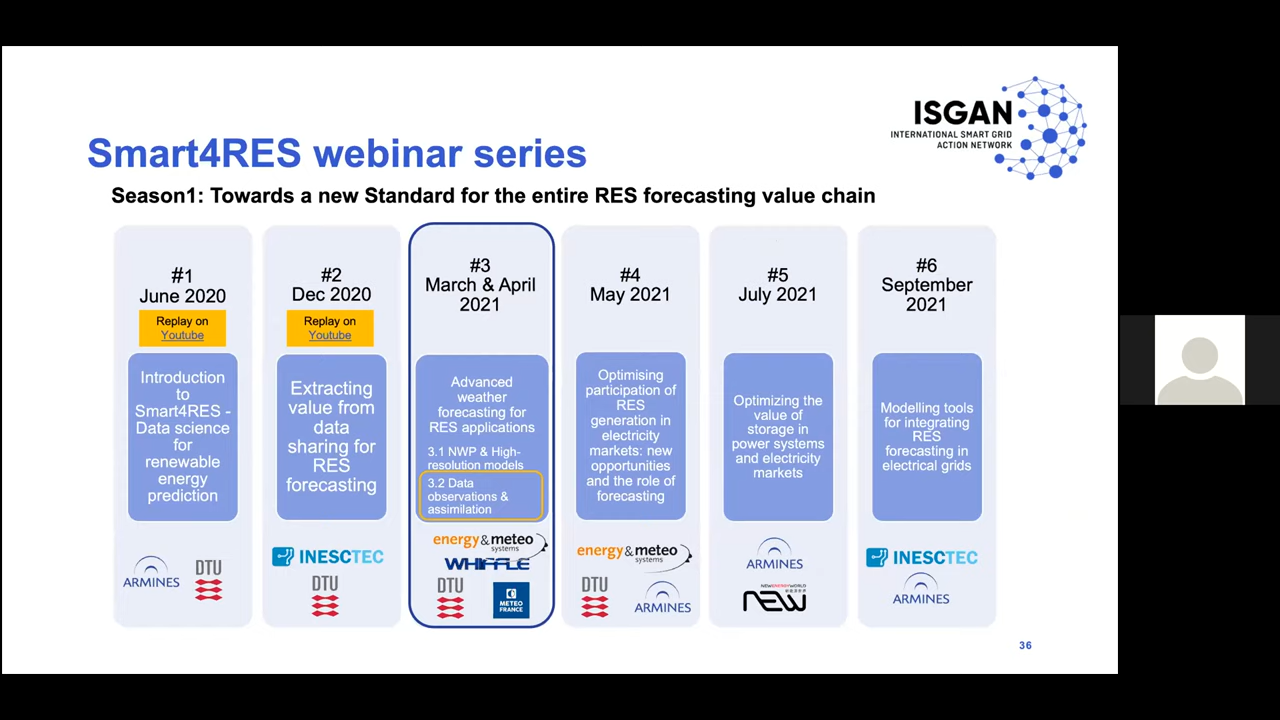 ISGAN
INTERNATIONAL SMART GRID
ACTION NETWORK
Smart4RES webinar series
Season1: Towards a new Standard for the entire RES forecasting value chain
#1
June 2020
Replay on
Youtube
Introduction
to
Smart4RES -
Data science
for
renewable
energy
prediction
ARMINES
DTU
#2
Dec 2020
Replay on
Youtube
Extracting
value from
data
sharing for
RES
forecasting
INESCTEC
DTU
#3
March & April
2021
Advanced
weather
forecasting for
RES applications
3.1 NWP & High-
resolution models
3.2 Data
observations &
assimilation
energy&meteo
systems
WHIFFLE
DTU
METEO
FRANCE
#4
May 2021
Optimising
participation of
RES
generation in
electricity
markets: new
opportunities
and the role of
forecasting
energy&meteo
systems
DTU
ARMINES
#5
July 2021
Optimizing the
value of
storage in
power systems
and electricity
markets
ARMINES
NEWENERGYWORLD
NEW
#6
September
2021
Modelling tools
for integrating
RES
forecasting in
electrical grids
INESCTEC
ARMINES
36